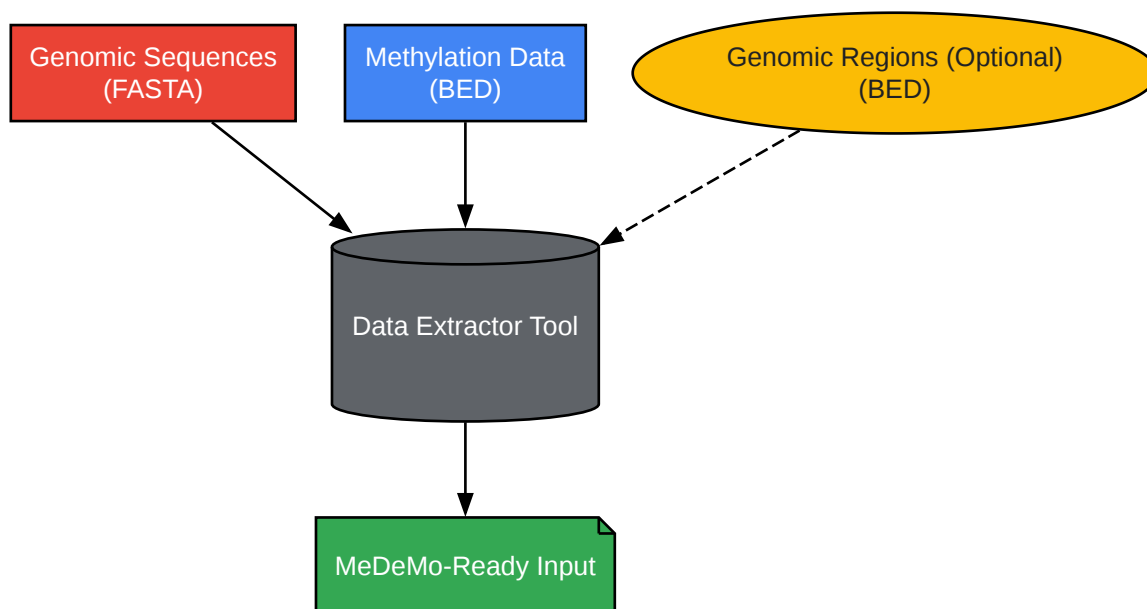 Genomic Sequences
(FASTA)
Methylation Data
(BED)
Genomic Regions (Optional)
(BED)
Data Extractor Tool
MeDeMo-Ready Input